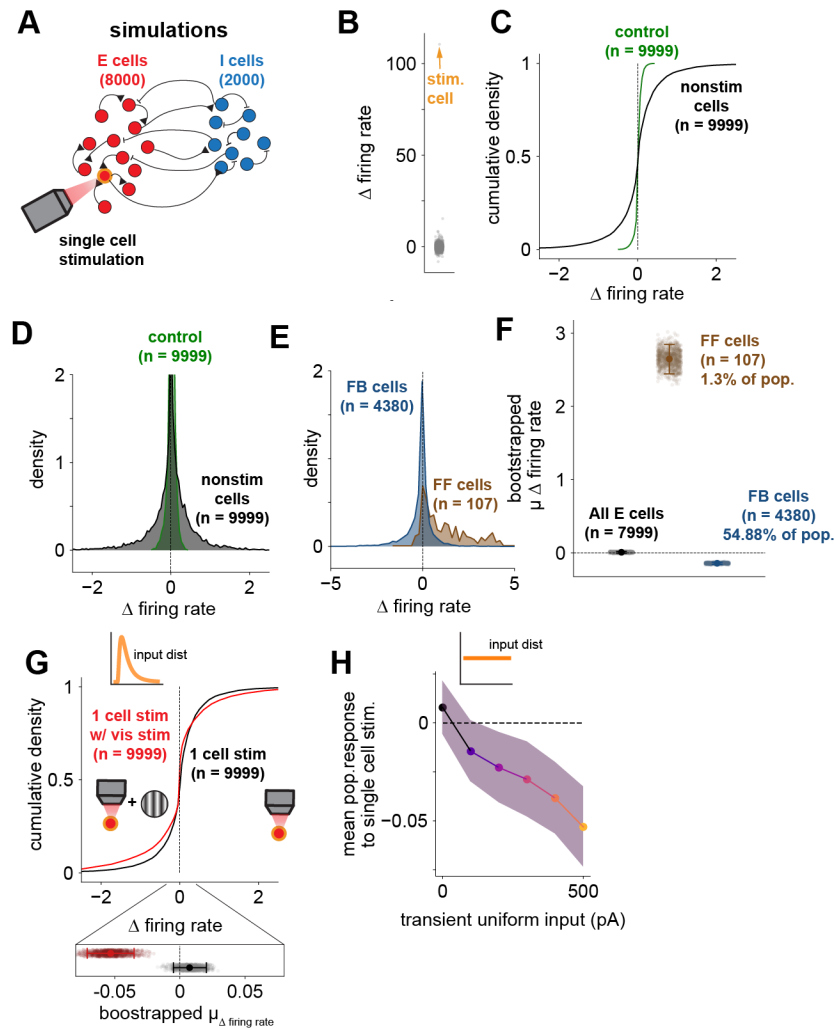 A
simulations
E cells
(8000)
I cells
(2000)
single cell
stimulation
B
Δ firing rate
100
50
0
stim.
cell
C
control
(n = 9999)
nonstim
cells
(n = 9999)
cumulative density
1
0.5
0
−2
0
2
Δ firing rate
D
control
(n = 9999)
nonstim
cells
(n = 9999)
density
2
1
0
−2
0
2
Δ firing rate
E
FB cells
(n = 4380)
FF cells
(n = 107)
density
2
0
−5
0
5
Δ firing rate
F
bootstrapped
μ Δ firing rate
3
2
1
0
FF cells
(n = 107)
1.3% of pop.
All E cells
(n = 7999)
FB cells
(n = 4380)
54.88% of pop.
G
input dist
cumulative density
1
0.5
0
1 cell stim
w/ vis stim
(n = 9999)
1 cell stim
(n = 9999)
+
−2
0
2
Δ firing rate
-0.05
0
0.05
boostrapped μΔ firing rate
H
input dist
mean pop.response
to single cell stim.
0
−0.05
0
500
transient uniform input (pA)